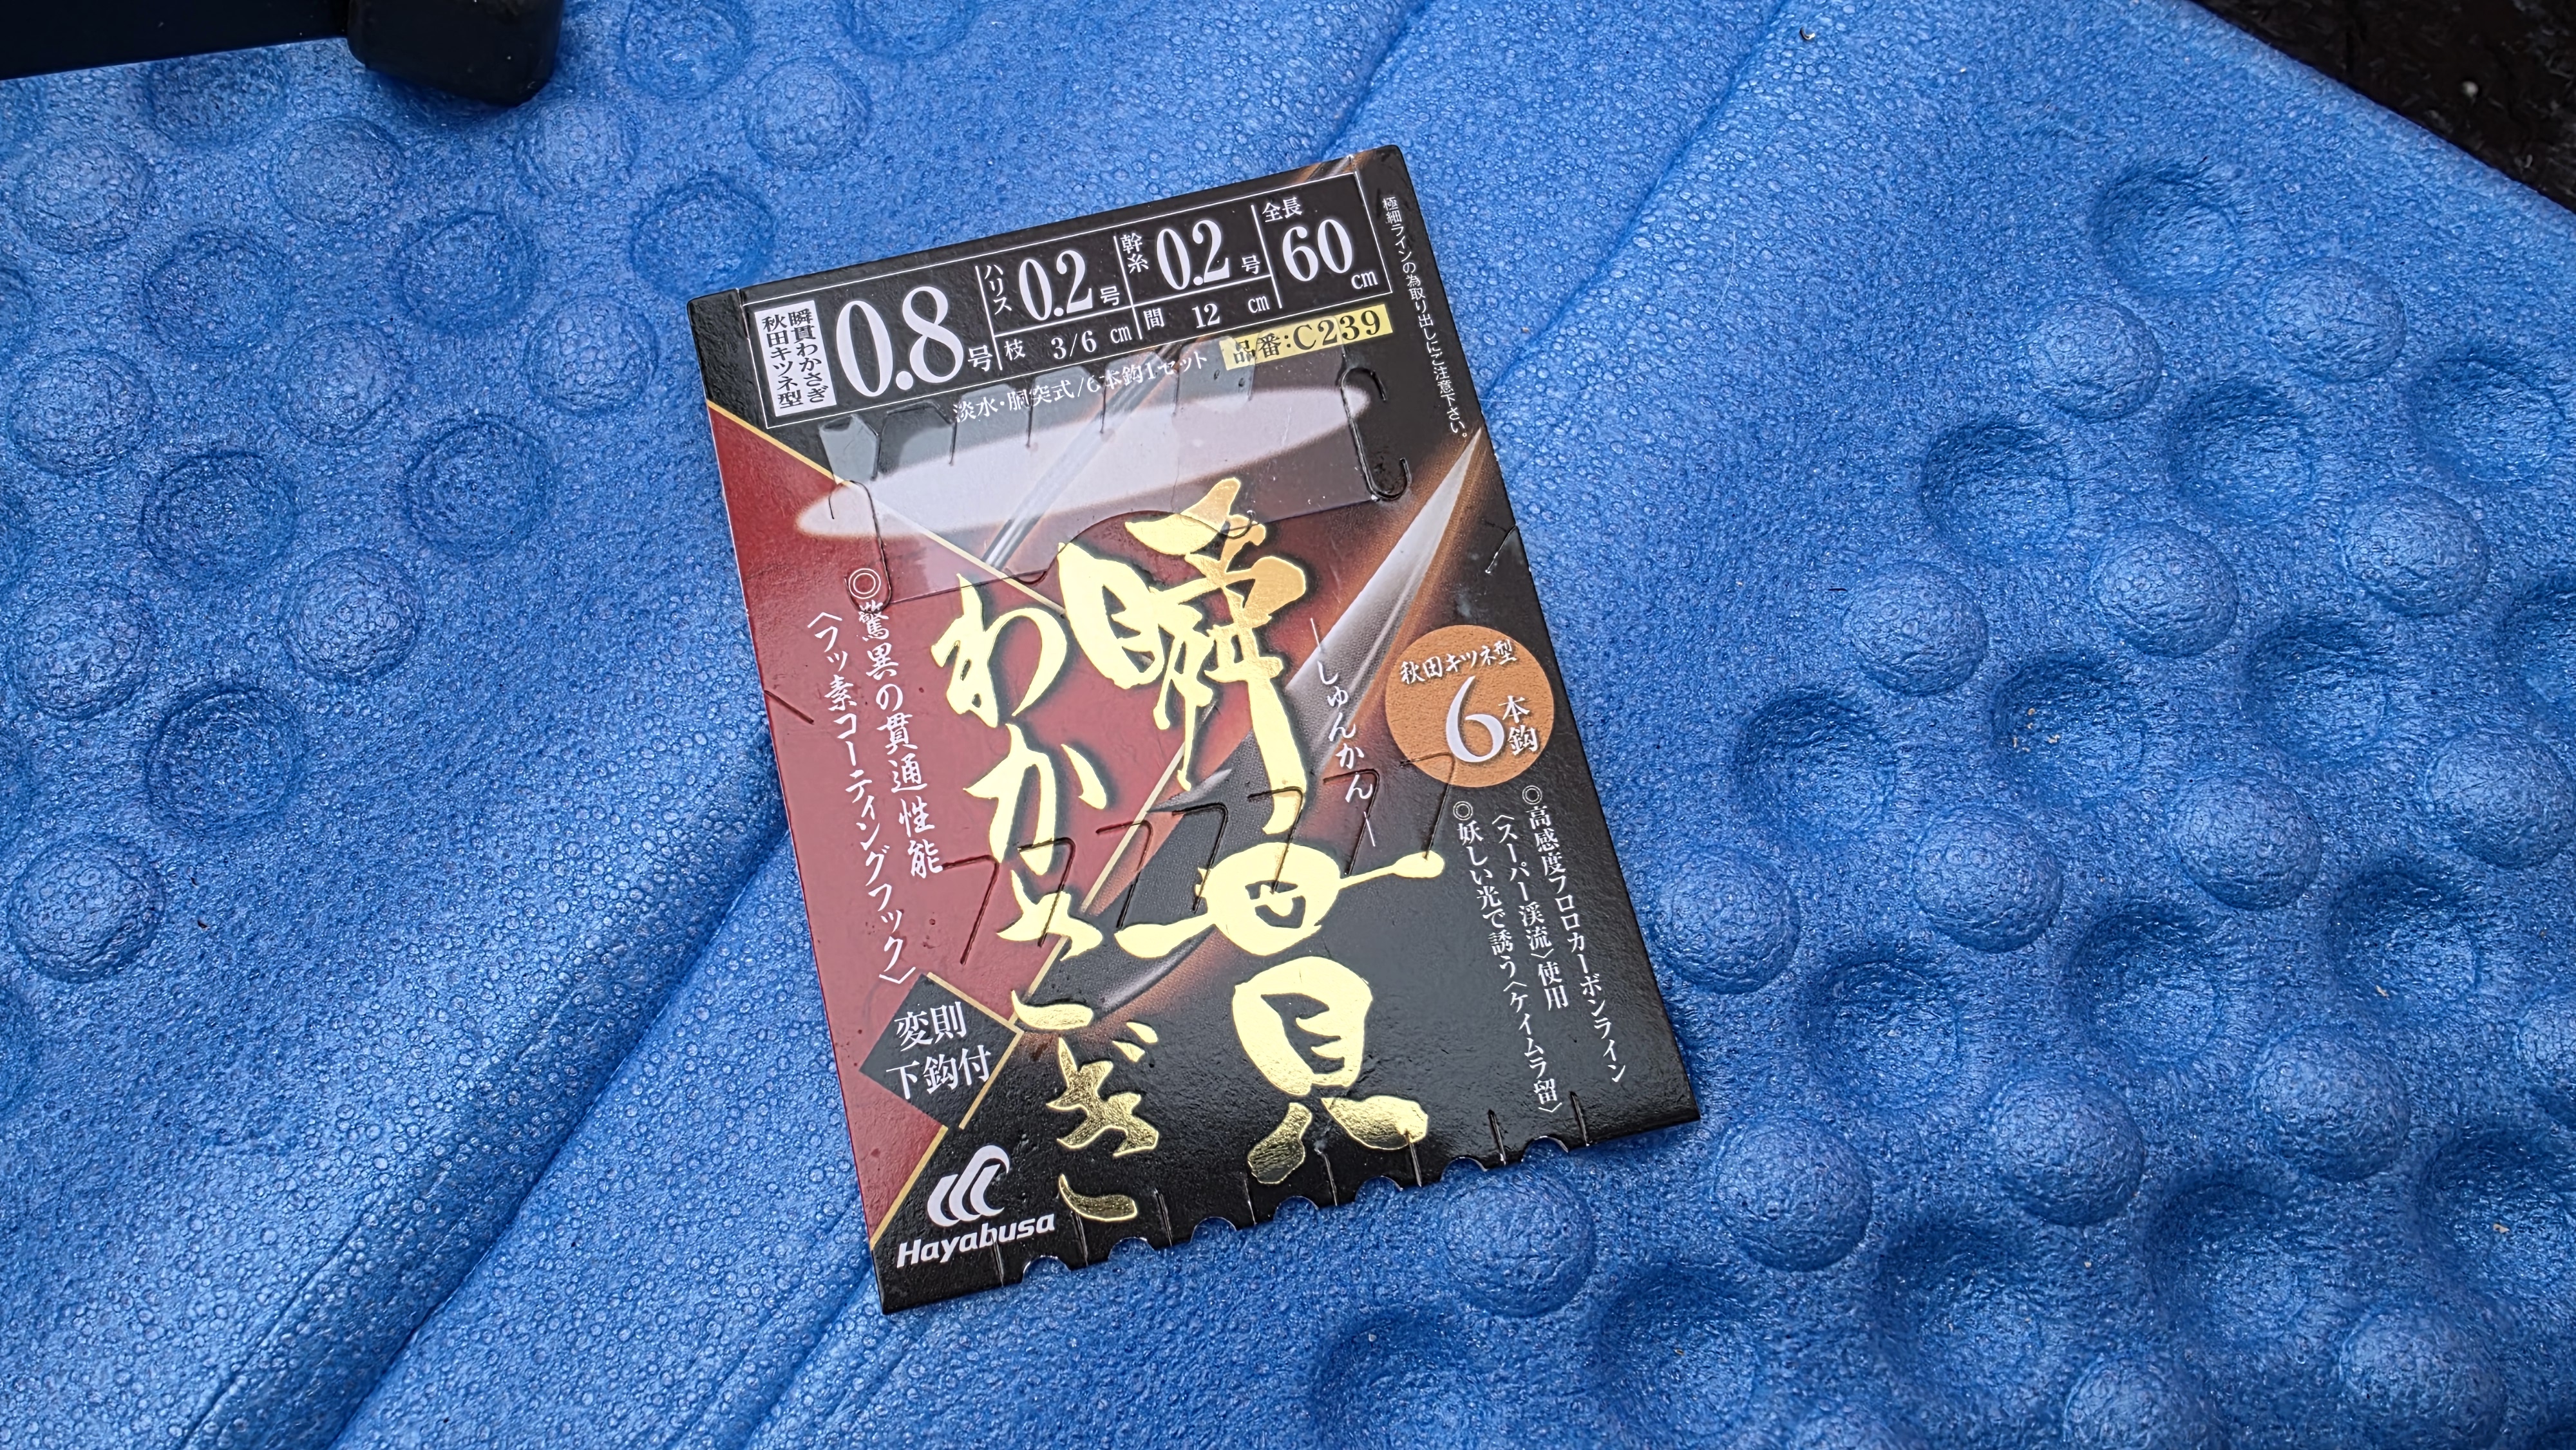 瞬貫わかさぎ
秋田キツネ型
0.8号
ハリス 0.2号
枝 3/6 cm
幹糸 0.2号
間 12 cm
全長 60cm
淡水・胴突式/6本鈎1セット
品番:C239
極細ラインの為取り出しにご注意下さい。
瞬貫
―しゅんかん―
わかさぎ
秋田キツネ型
6本鈎
◎驚異の貫通性能
〈フッ素コーティングフック〉
◎高感度フロロカーボンライン
〈スーパー渓流〉使用
◎妖しい光で誘う〈ケイムラ留〉
変則
下鈎付
Hayabusa